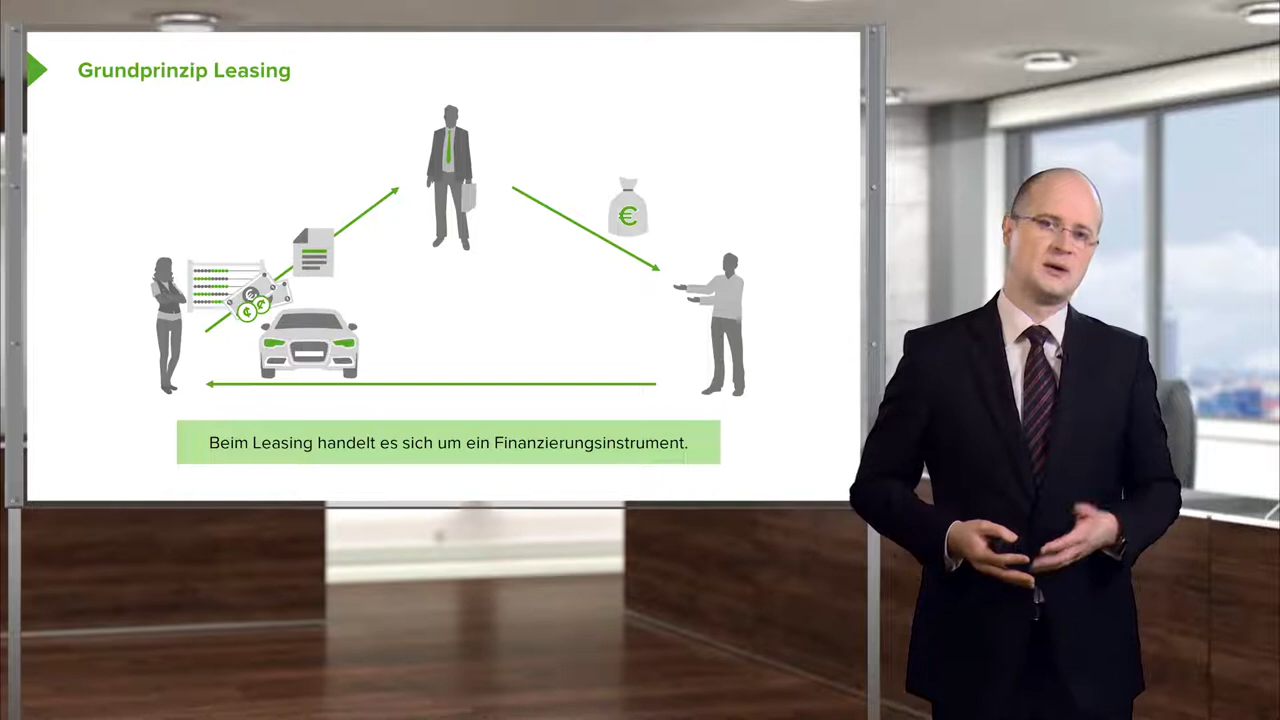 Grundprinzip Leasing
€
€
¢
¢
Beim Leasing handelt es sich um ein Finanzierungsinstrument.